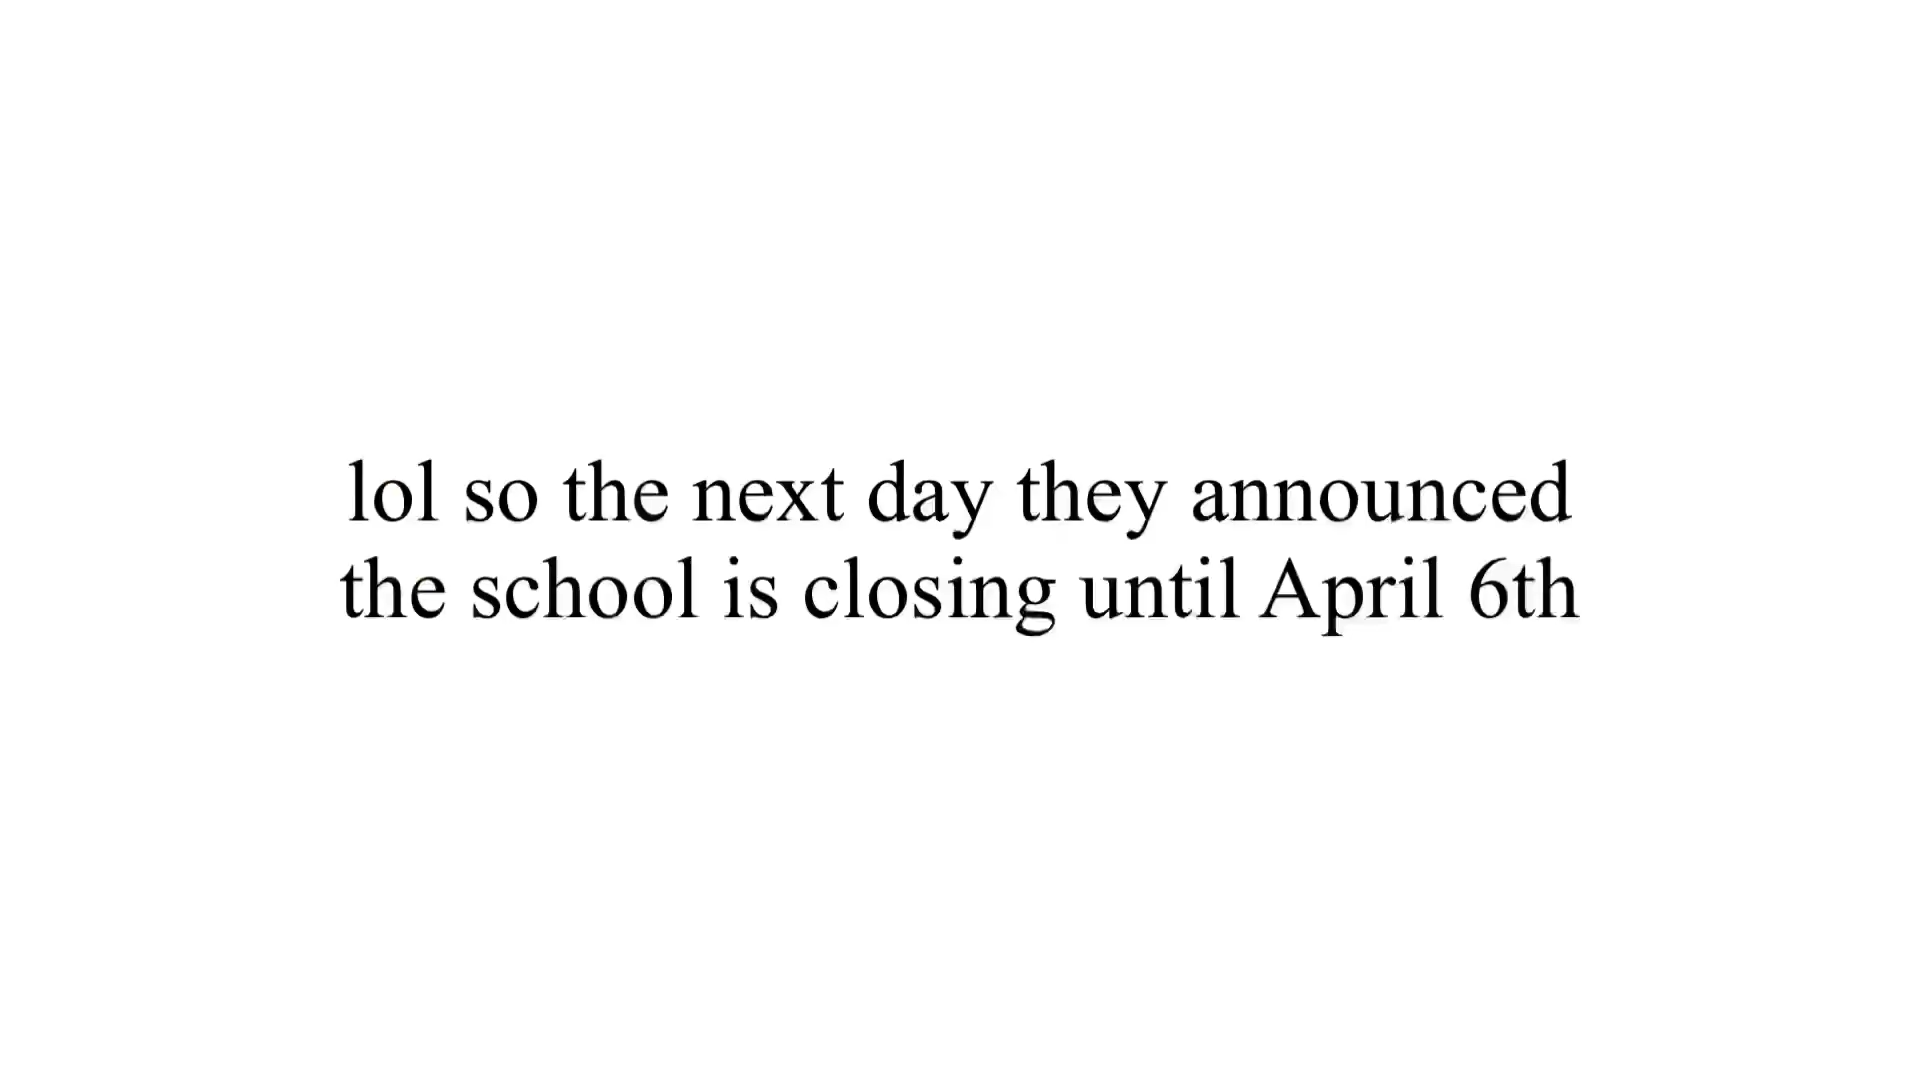 lol so the next day they announced
the school is closing until April 6th